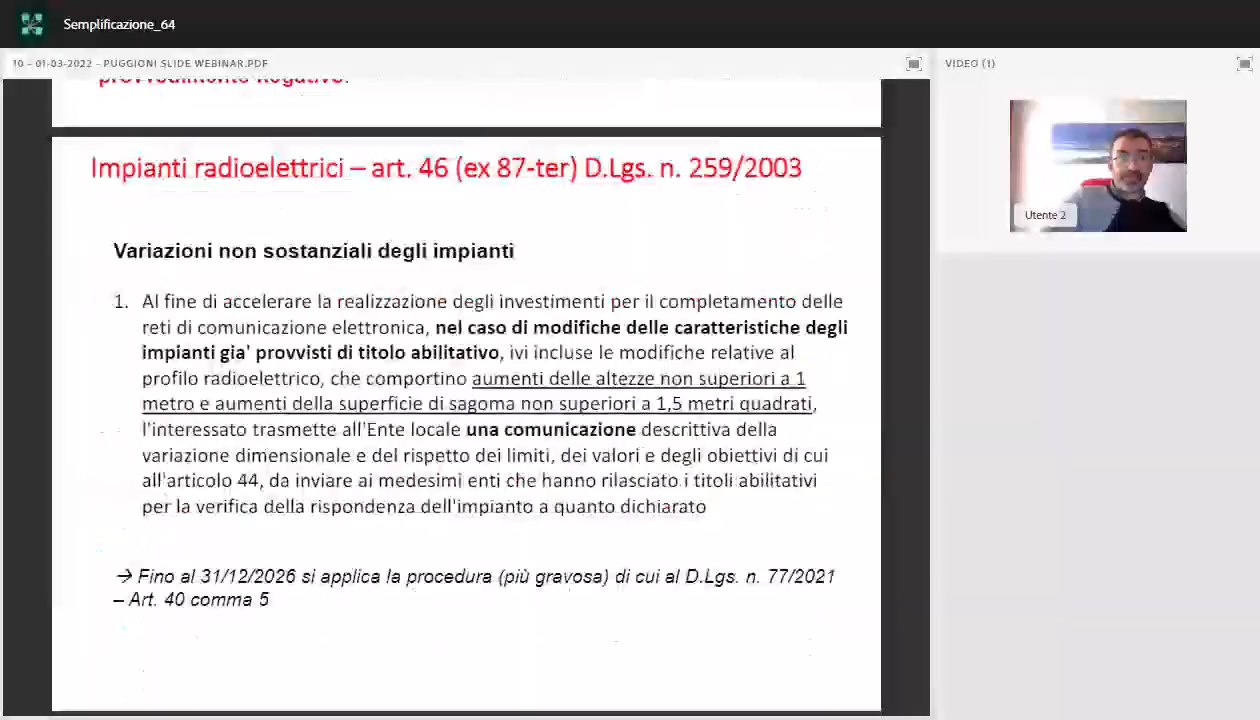 Semplificazione_64
10 - 01-03-2022 - PUGGIONI SLIDE WEBINAR.PDF
VIDEO (1)
provvedimento negativo.
Impianti radioelettrici – art. 46 (ex 87-ter) D.Lgs. n. 259/2003
Utente 2
Variazioni non sostanziali degli impianti
1. Al fine di accelerare la realizzazione degli investimenti per il completamento delle
reti di comunicazione elettronica, nel caso di modifiche delle caratteristiche degli
impianti gia' provvisti di titolo abilitativo, ivi incluse le modifiche relative al
profilo radioelettrico, che comportino aumenti delle altezze non superiori a 1
metro e aumenti della superficie di sagoma non superiori a 1,5 metri quadrati,
l'interessato trasmette all'Ente locale una comunicazione descrittiva della
variazione dimensionale e del rispetto dei limiti, dei valori e degli obiettivi di cui
all'articolo 44, da inviare ai medesimi enti che hanno rilasciato i titoli abilitativi
per la verifica della rispondenza dell'impianto a quanto dichiarato
→ Fino al 31/12/2026 si applica la procedura (più gravosa) di cui al D.Lgs. n. 77/2021
– Art. 40 comma 5